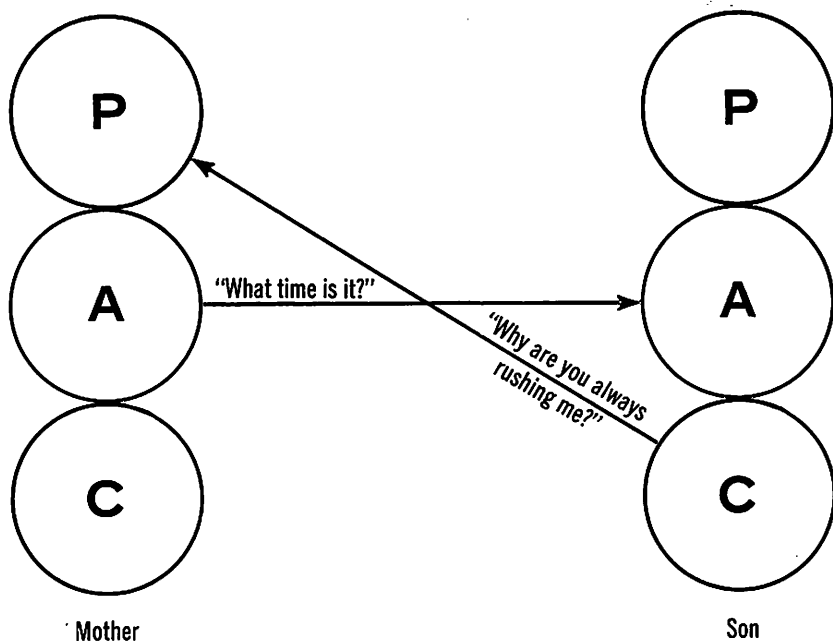 P
P
A
"What time is it?"
A
"Why are you always
rushing me?"
C
C
Mother
Son